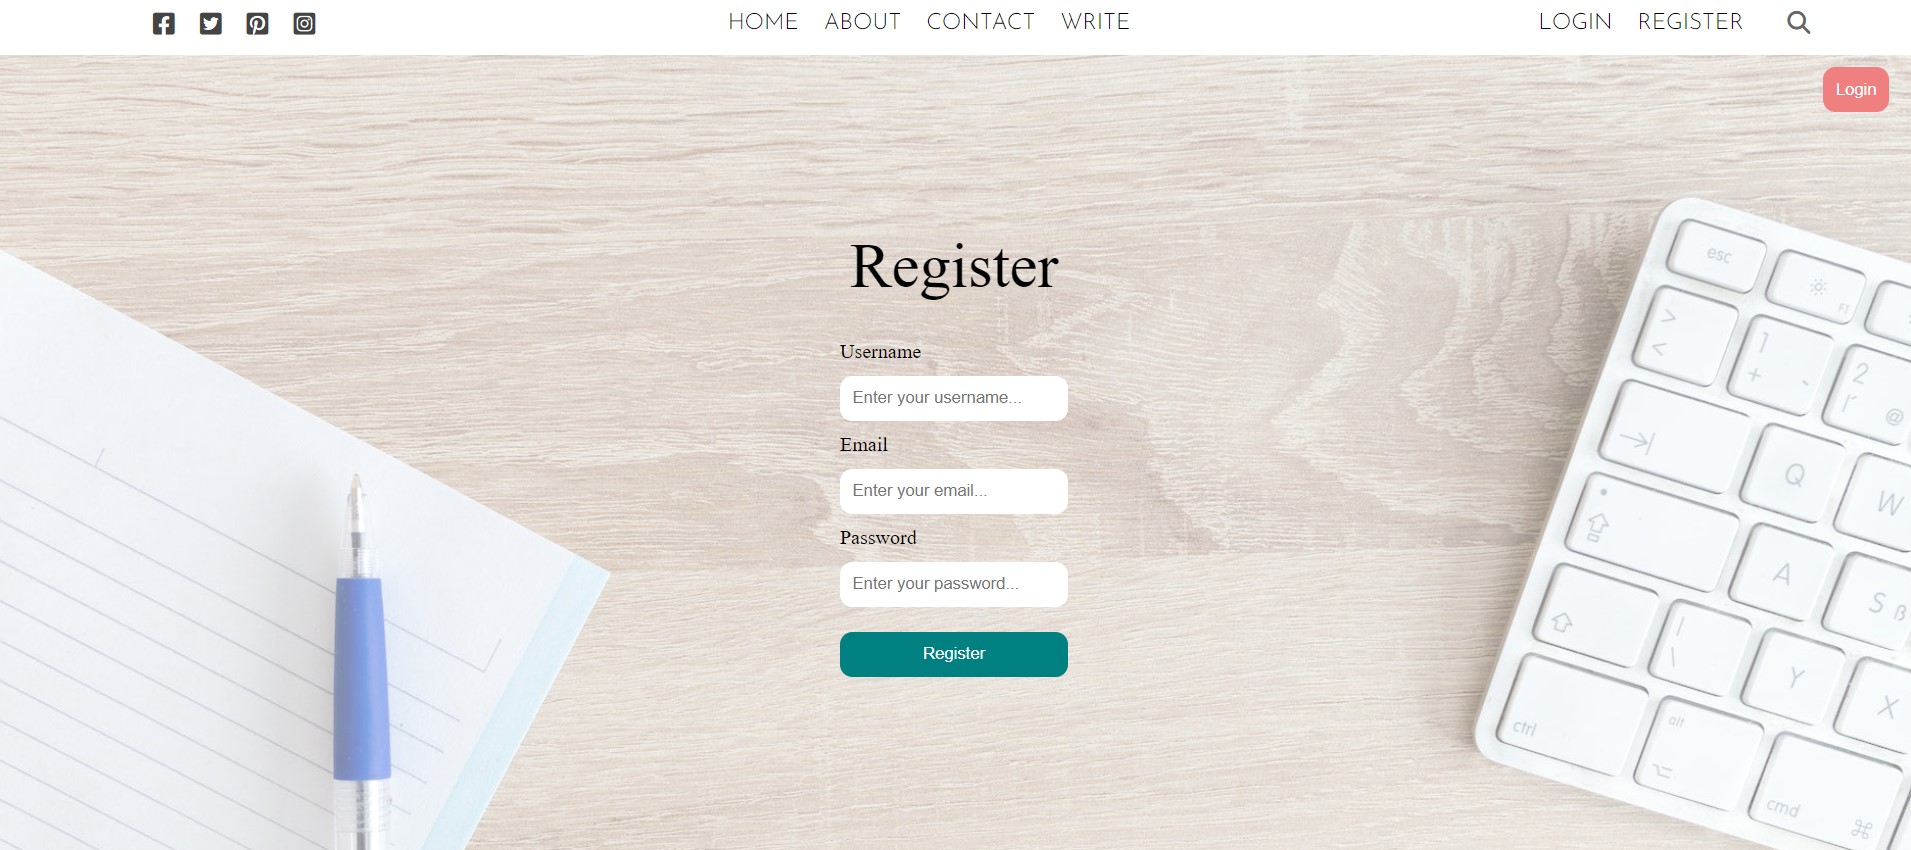 HOME ABOUT CONTACT WRITE LOGIN REGISTER
Login
Register
Username
Enter your username...
Email
Enter your email...
Password
Enter your password...
Register
esc
F1
>
<
1
+
2
@
Q
W
A
S ß
Y
X
ctrl
alt
cmd